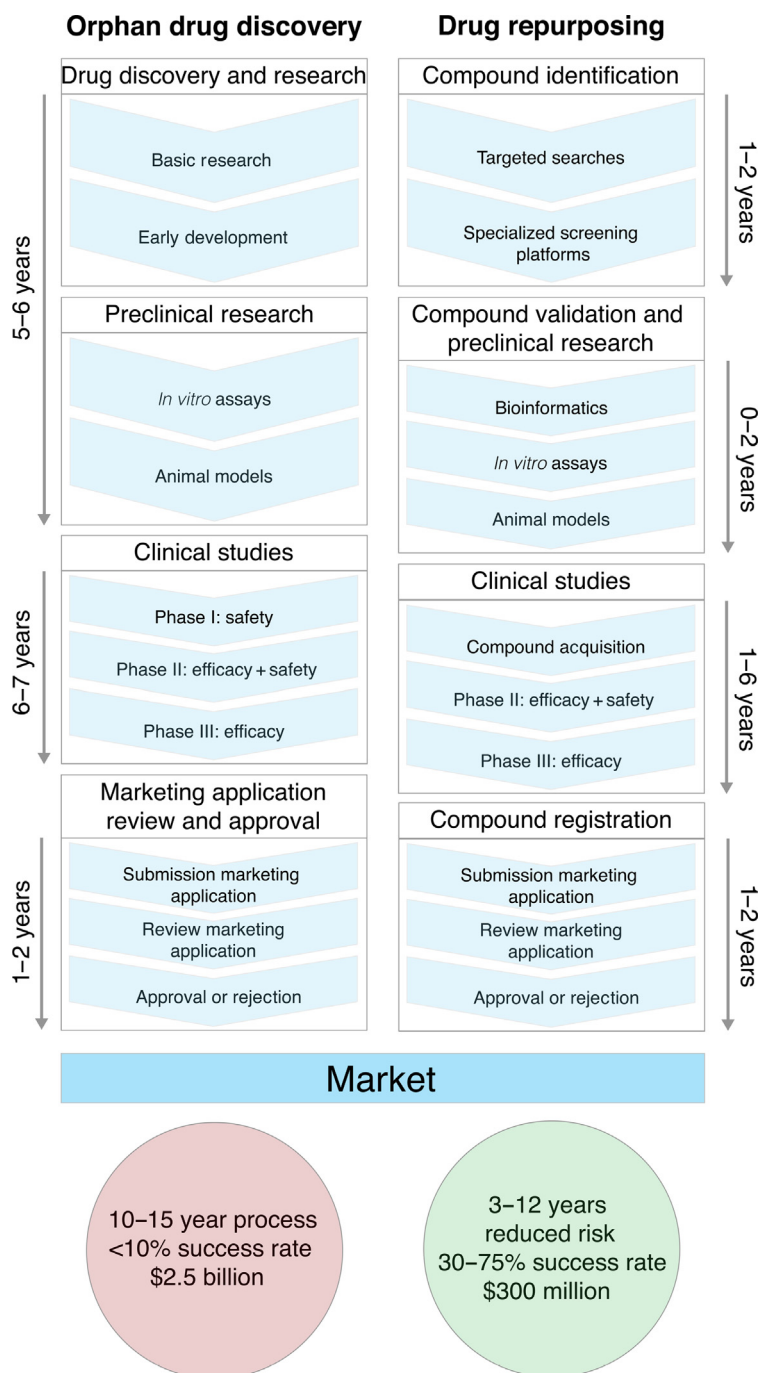 Orphan drug discovery
Drug discovery and research
Basic research
Early development
5–6 years
Preclinical research
In vitro assays
Animal models
Clinical studies
Phase I: safety
Phase II: efficacy + safety
Phase III: efficacy
6–7 years
Marketing application
review and approval
Submission marketing
application
Review marketing
application
Approval or rejection
1–2 years
Drug repurposing
Compound identification
Targeted searches
Specialized screening
platforms
1–2 years
Compound validation and
preclinical research
Bioinformatics
In vitro assays
Animal models
0–2 years
Clinical studies
Compound acquisition
Phase II: efficacy + safety
Phase III: efficacy
1–6 years
Compound registration
Submission marketing
application
Review marketing
application
Approval or rejection
1–2 years
Market
10–15 year process
<10% success rate
$2.5 billion
3–12 years
reduced risk
30–75% success rate
$300 million